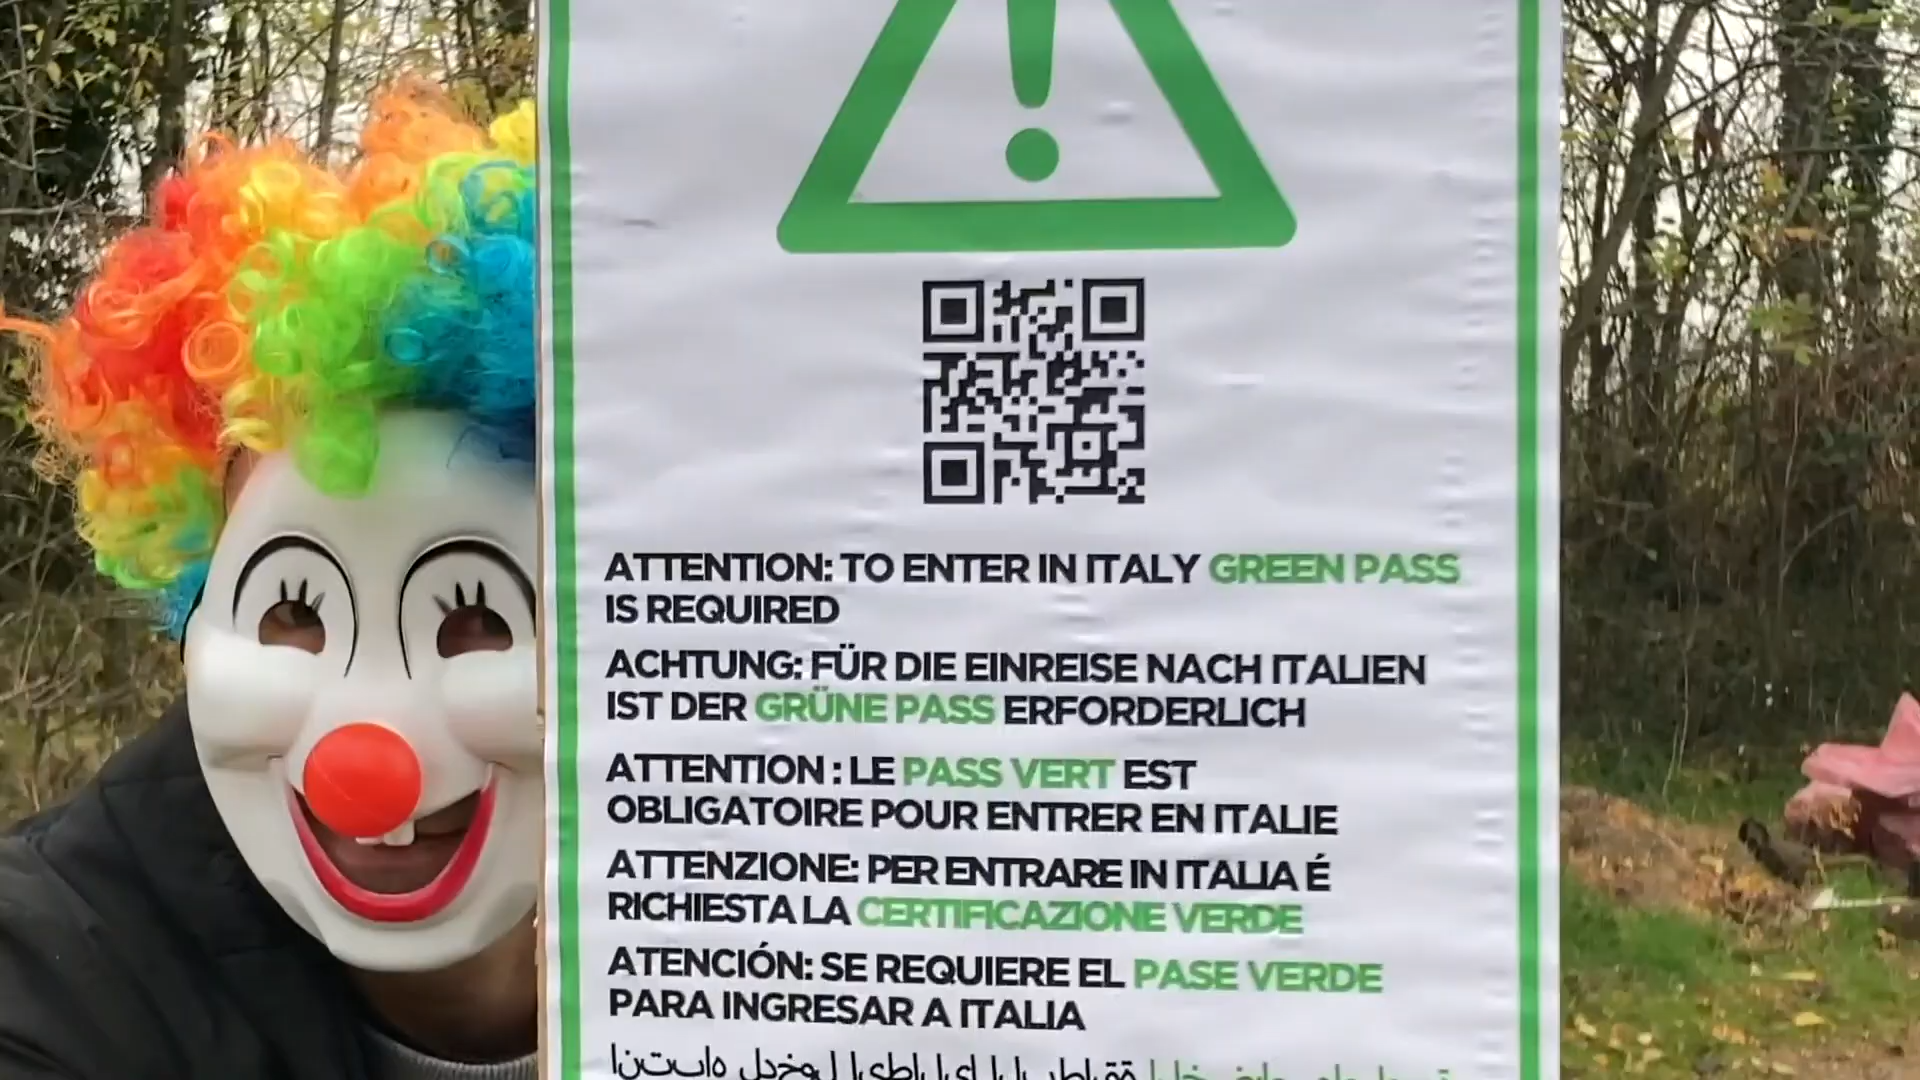 ATTENTION: TO ENTER IN ITALY GREEN PASS
IS REQUIRED
ACHTUNG: FÜR DIE EINREISE NACH ITALIEN
IST DER GRÜNE PASS ERFORDERLICH
ATTENTION : LE PASS VERT EST
OBLIGATOIRE POUR ENTRER EN ITALIE
ATTENZIONE: PER ENTRARE IN ITALIA É
RICHIESTA LA CERTIFICAZIONE VERDE
ATENCIÓN: SE REQUIERE EL PASE VERDE
PARA INGRESAR A ITALIA